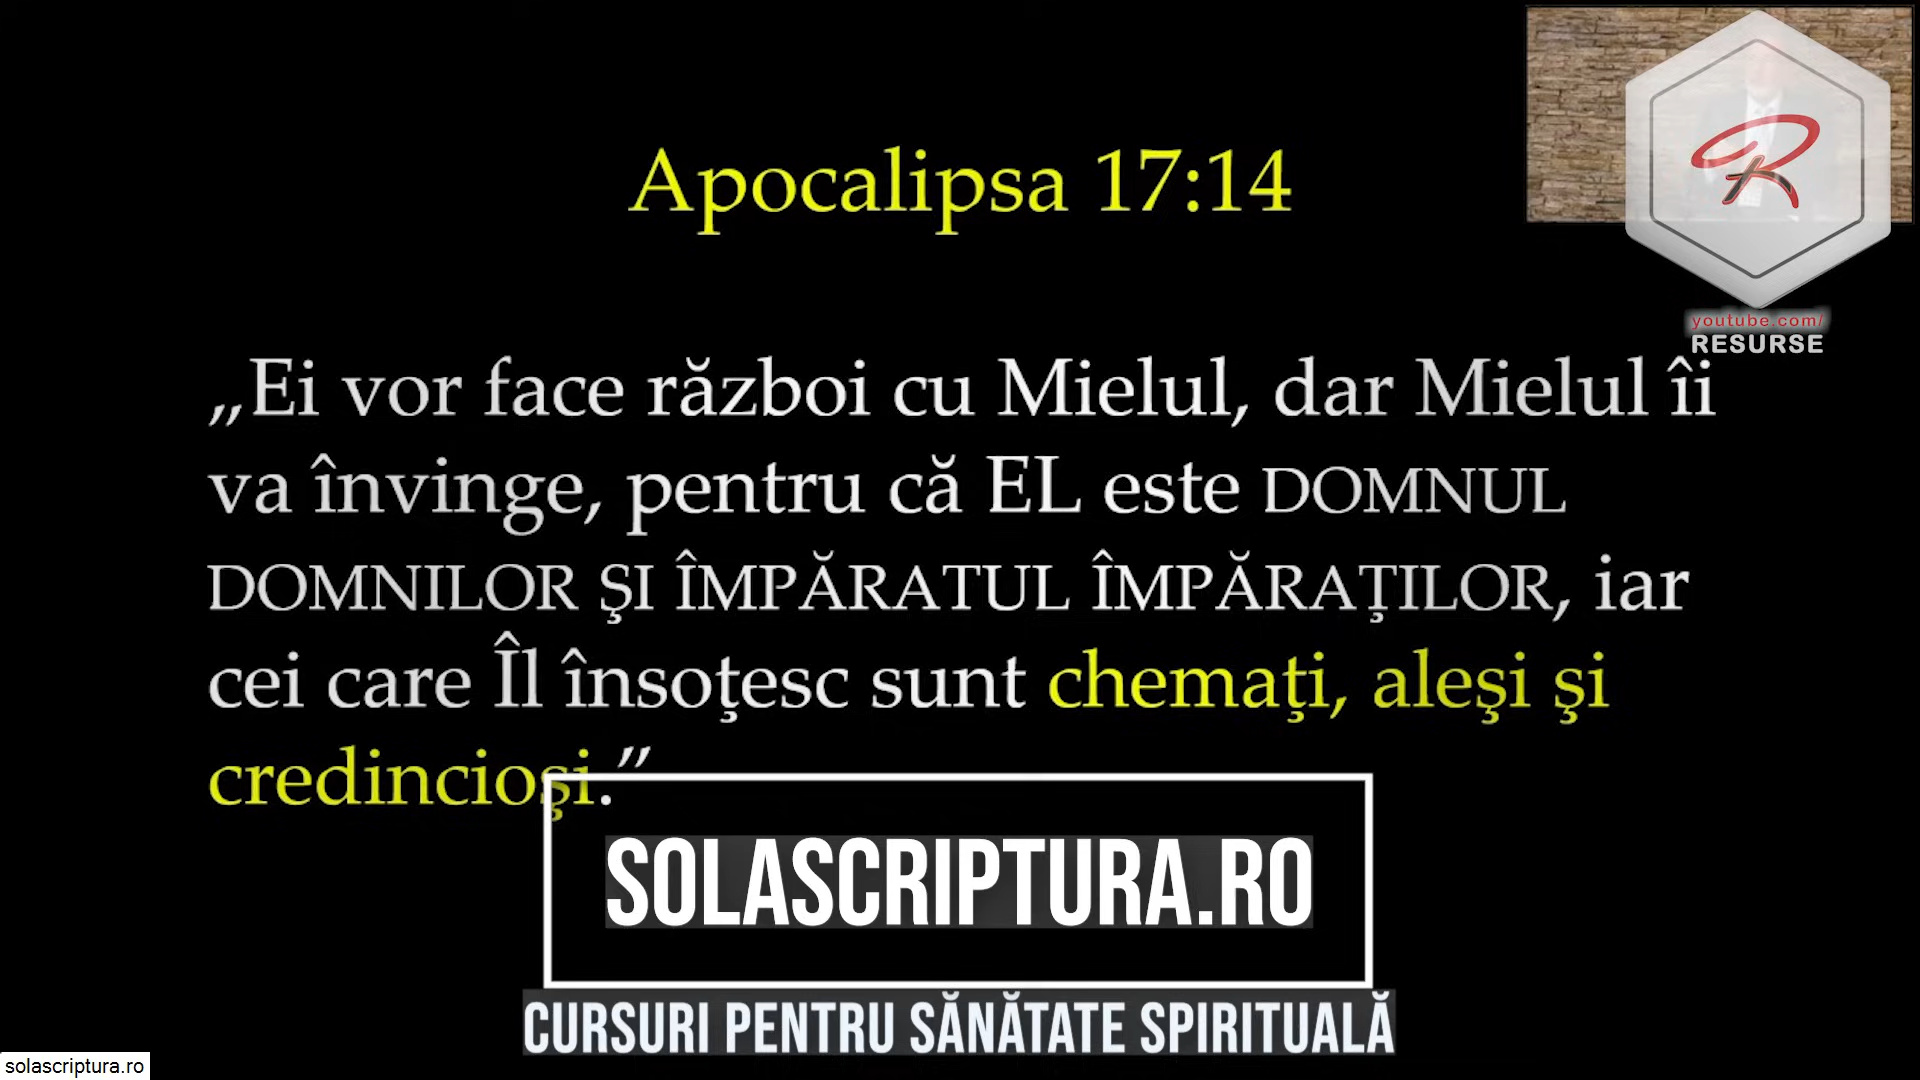 Apocalipsa 17:14
youtube.com/
RESURSE
„Ei vor face război cu Mielul, dar Mielul îi
va învinge, pentru că EL este DOMNUL
DOMNILOR ŞI ÎMPĂRATUL ÎMPĂRAŢILOR, iar
cei care Îl însoţesc sunt chemaţi, aleşi şi
credincioşi.”
SOLASCRIPTURA.RO
CURSURI PENTRU SĂNĂTATE SPIRITUALĂ
solascriptura.ro